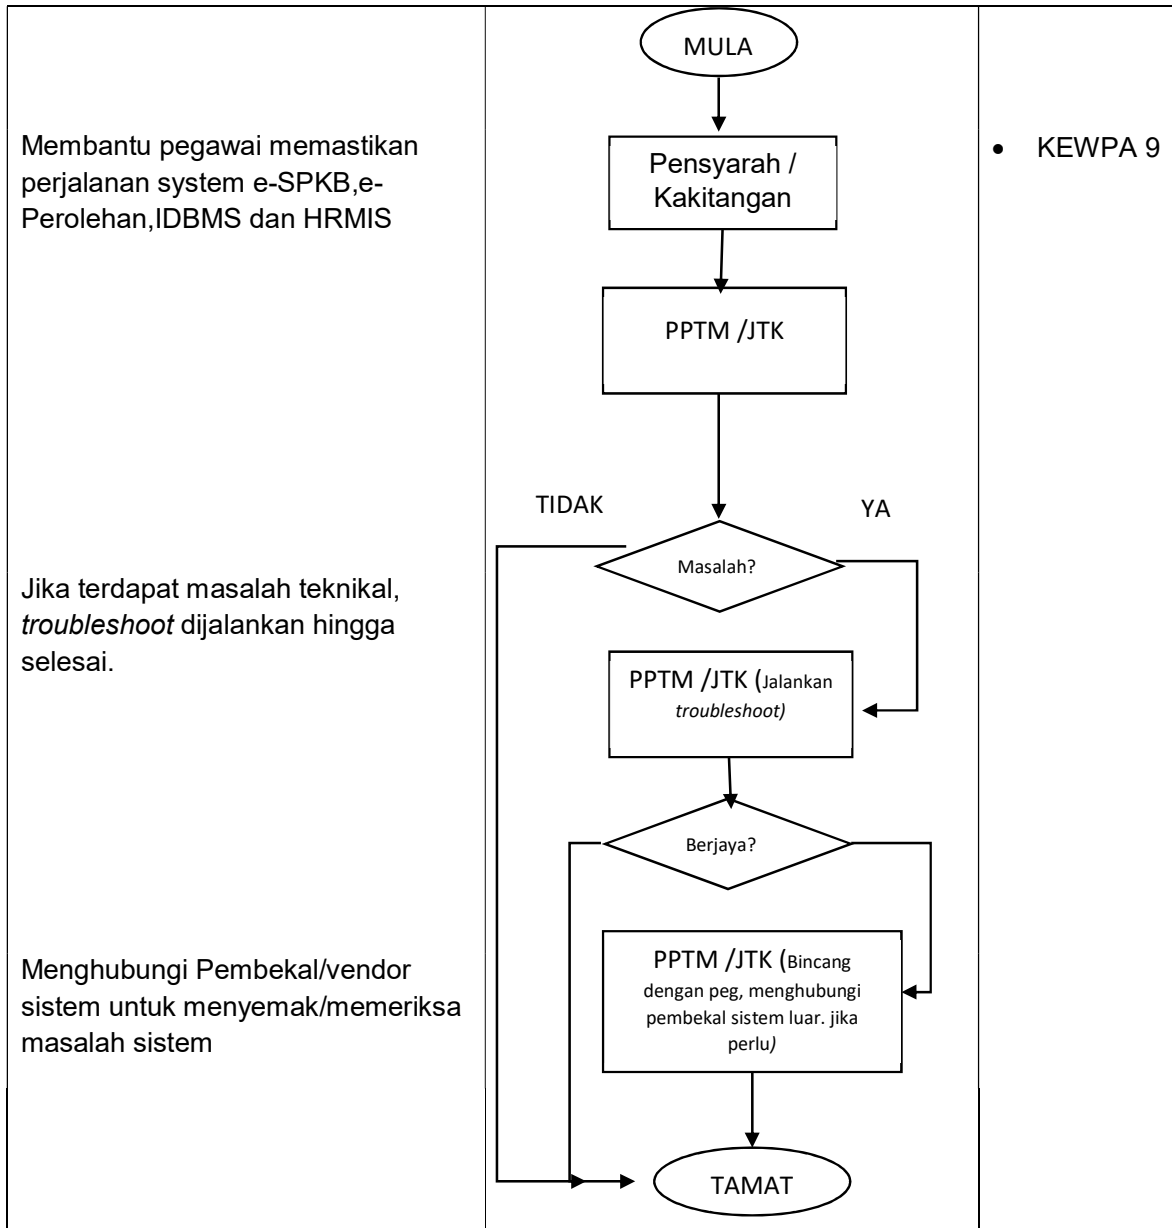 MULA
Membantu pegawai memastikan
perjalanan system e-SPKB,e-
Perolehan,IDBMS dan HRMIS
Pensyarah /
Kakitangan
• KEWPA 9
PPTM /JTK
TIDAK
YA
Masalah?
Jika terdapat masalah teknikal,
troubleshoot dijalankan hingga
selesai.
PPTM /JTK (Jalankan
troubleshoot)
Berjaya?
Menghubungi Pembekal/vendor
sistem untuk menyemak/memeriksa
masalah sistem
PPTM /JTK (Bincang
dengan peg, menghubungi
pembekal sistem luar. jika
perlu)
TAMAT